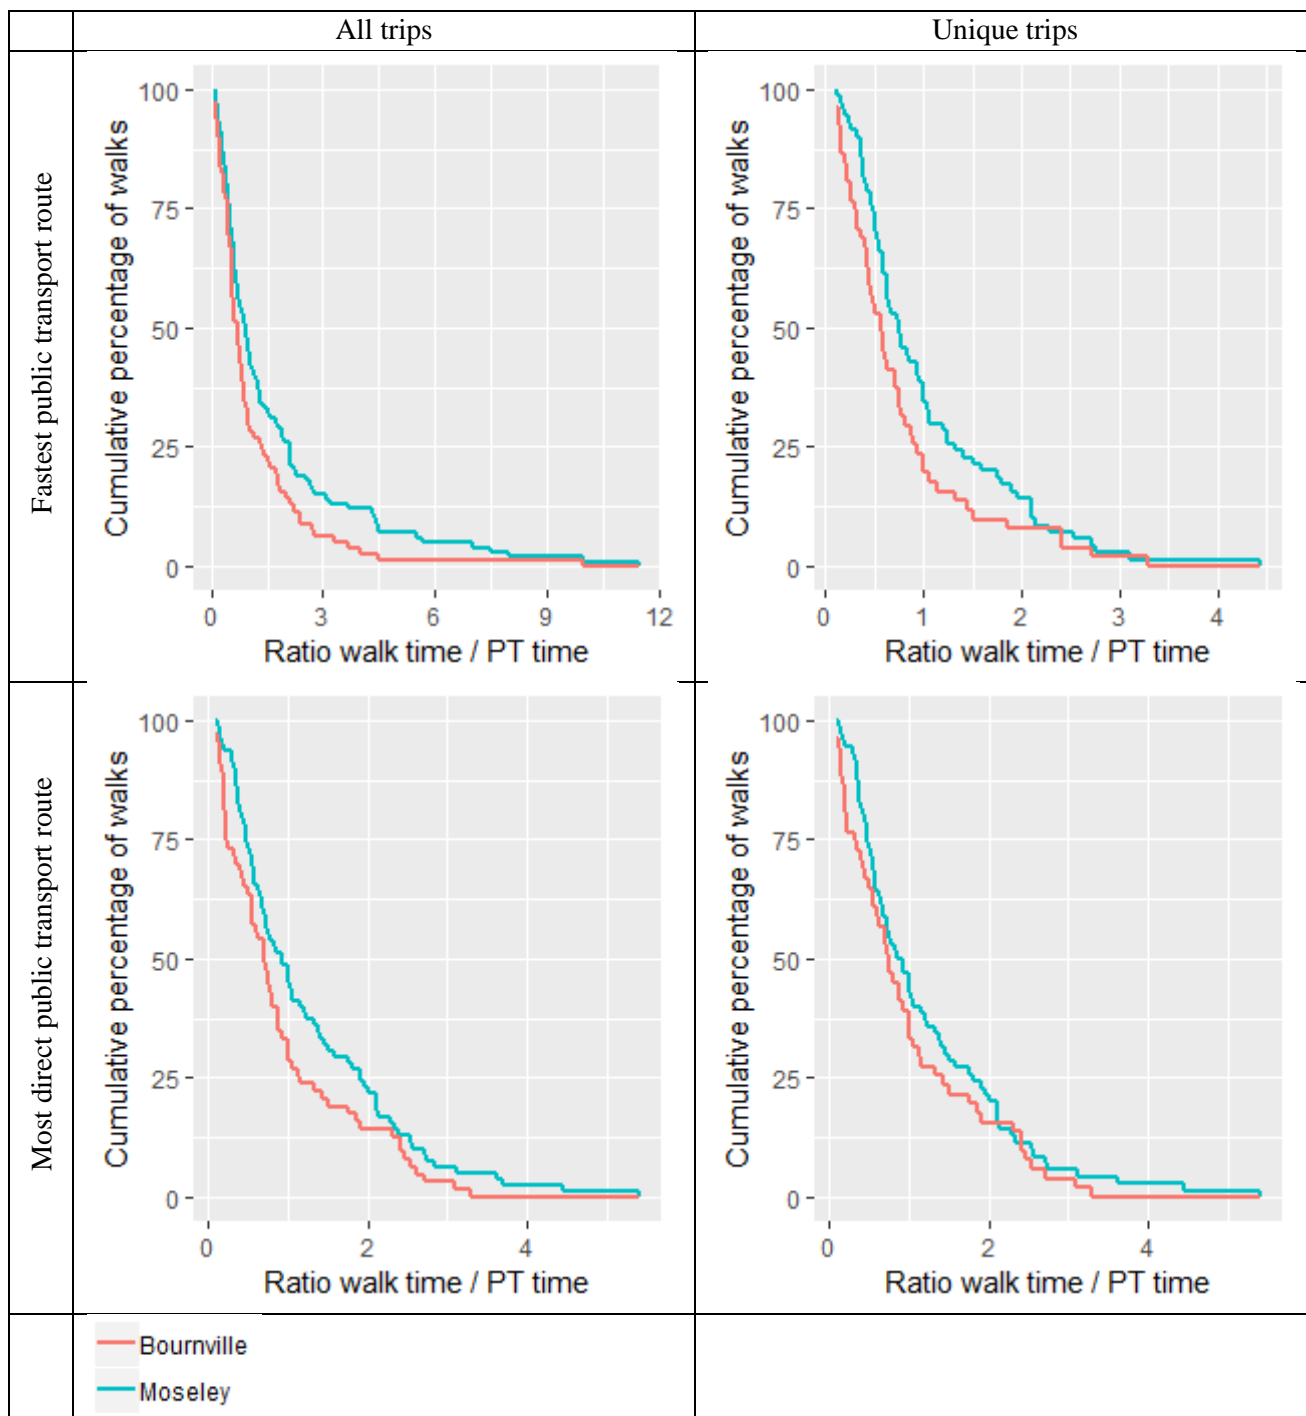 All trips
Unique trips
Fastest public transport route
Cumulative percentage of walks
100
75
50
25
0
0 3 6 9 12
Ratio walk time / PT time
Cumulative percentage of walks
100
75
50
25
0
0 1 2 3 4
Ratio walk time / PT time
Most direct public transport route
Cumulative percentage of walks
100
75
50
25
0
0 2 4
Ratio walk time / PT time
Cumulative percentage of walks
100
75
50
25
0
0 2 4
Ratio walk time / PT time
Bournville
Moseley